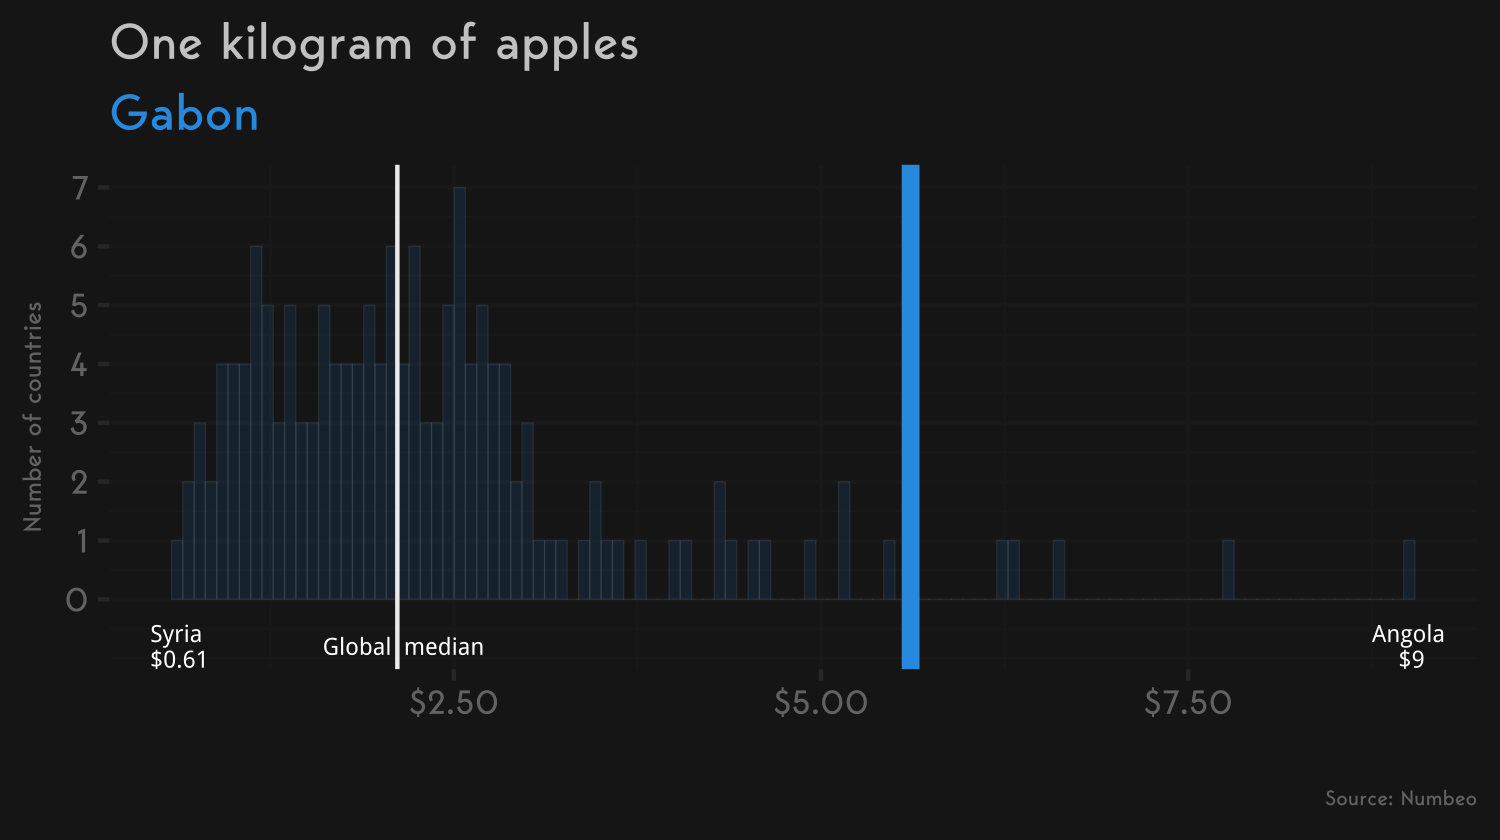 One kilogram of apples
Gabon
Number of countries
7
6
5
4
3
2
1
0
Syria
$0.61
Global median
Angola
$9
$2.50
$5.00
$7.50
Source: Numbeo